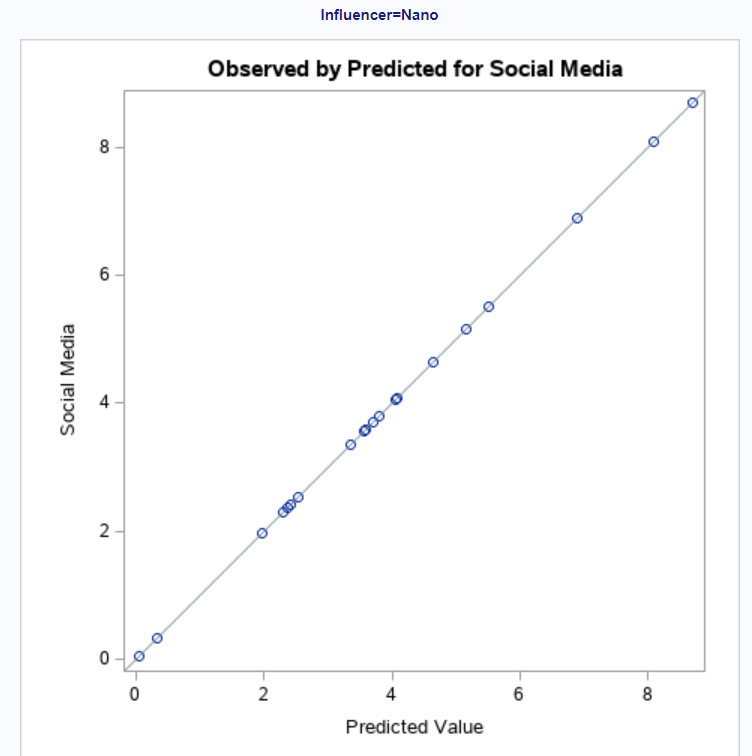 Influencer=Nano
Observed by Predicted for Social Media
8
6
4
2
0
Social Media
0 2 4 6 8
Predicted Value